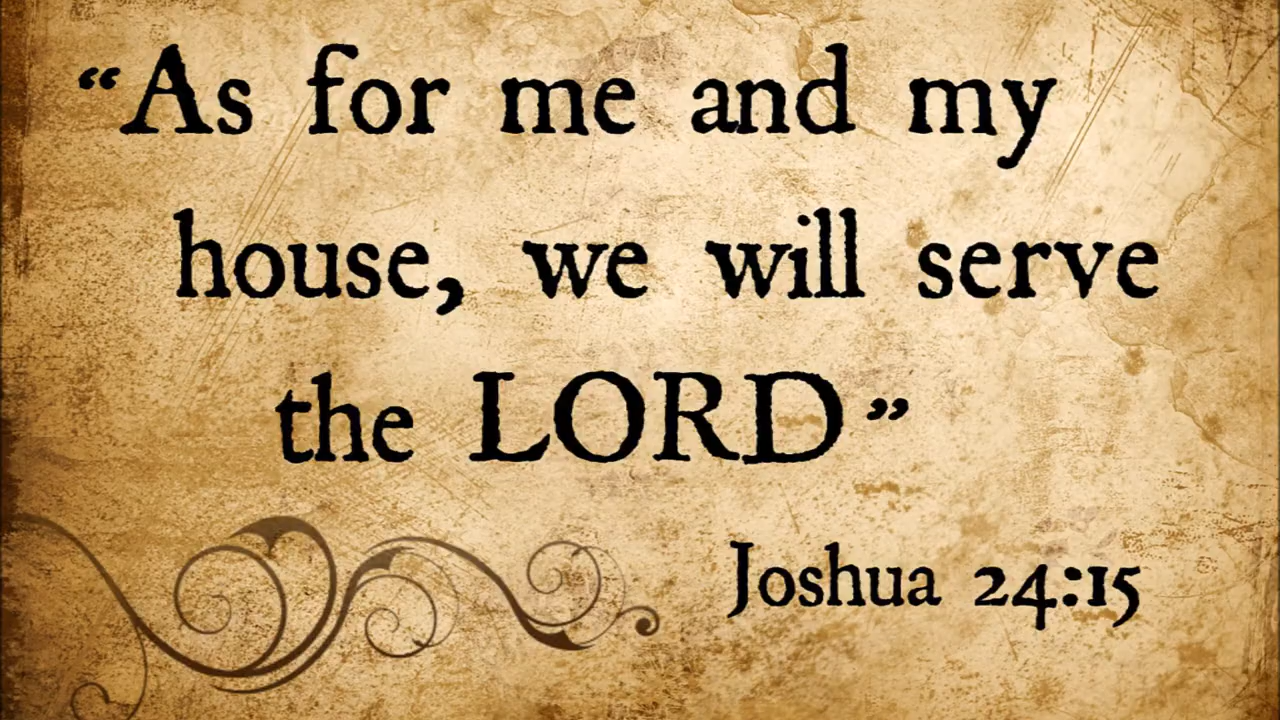 “As for me and my
house, we will serve
the LORD”
Joshua 24:15